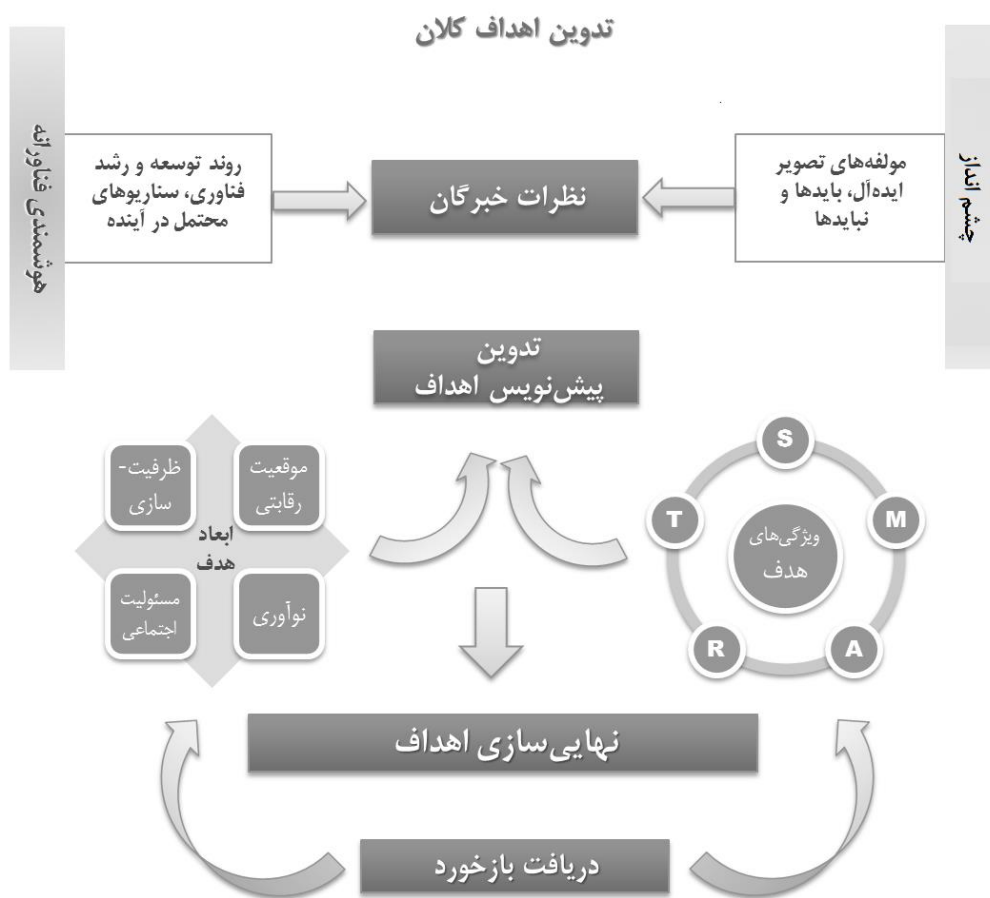 تدوین اهداف کلان
چشم انداز
مولفه‌های تصویر
ایده‌آل، بایدها و
نبایدها
نظرات خبرگان
روند توسعه و رشد
فناوری، سناریوهای
محتمل در آینده
هوشمندی فناورانه
تدوین
پیش‌نویس اهداف
S
M
A
R
T
ویژگی‌های
هدف
موقعیت
رقابتی
ظرفیت-
سازی
ابعاد
هدف
نوآوری
مسئولیت
اجتماعی
نهایی‌سازی اهداف
دریافت بازخورد